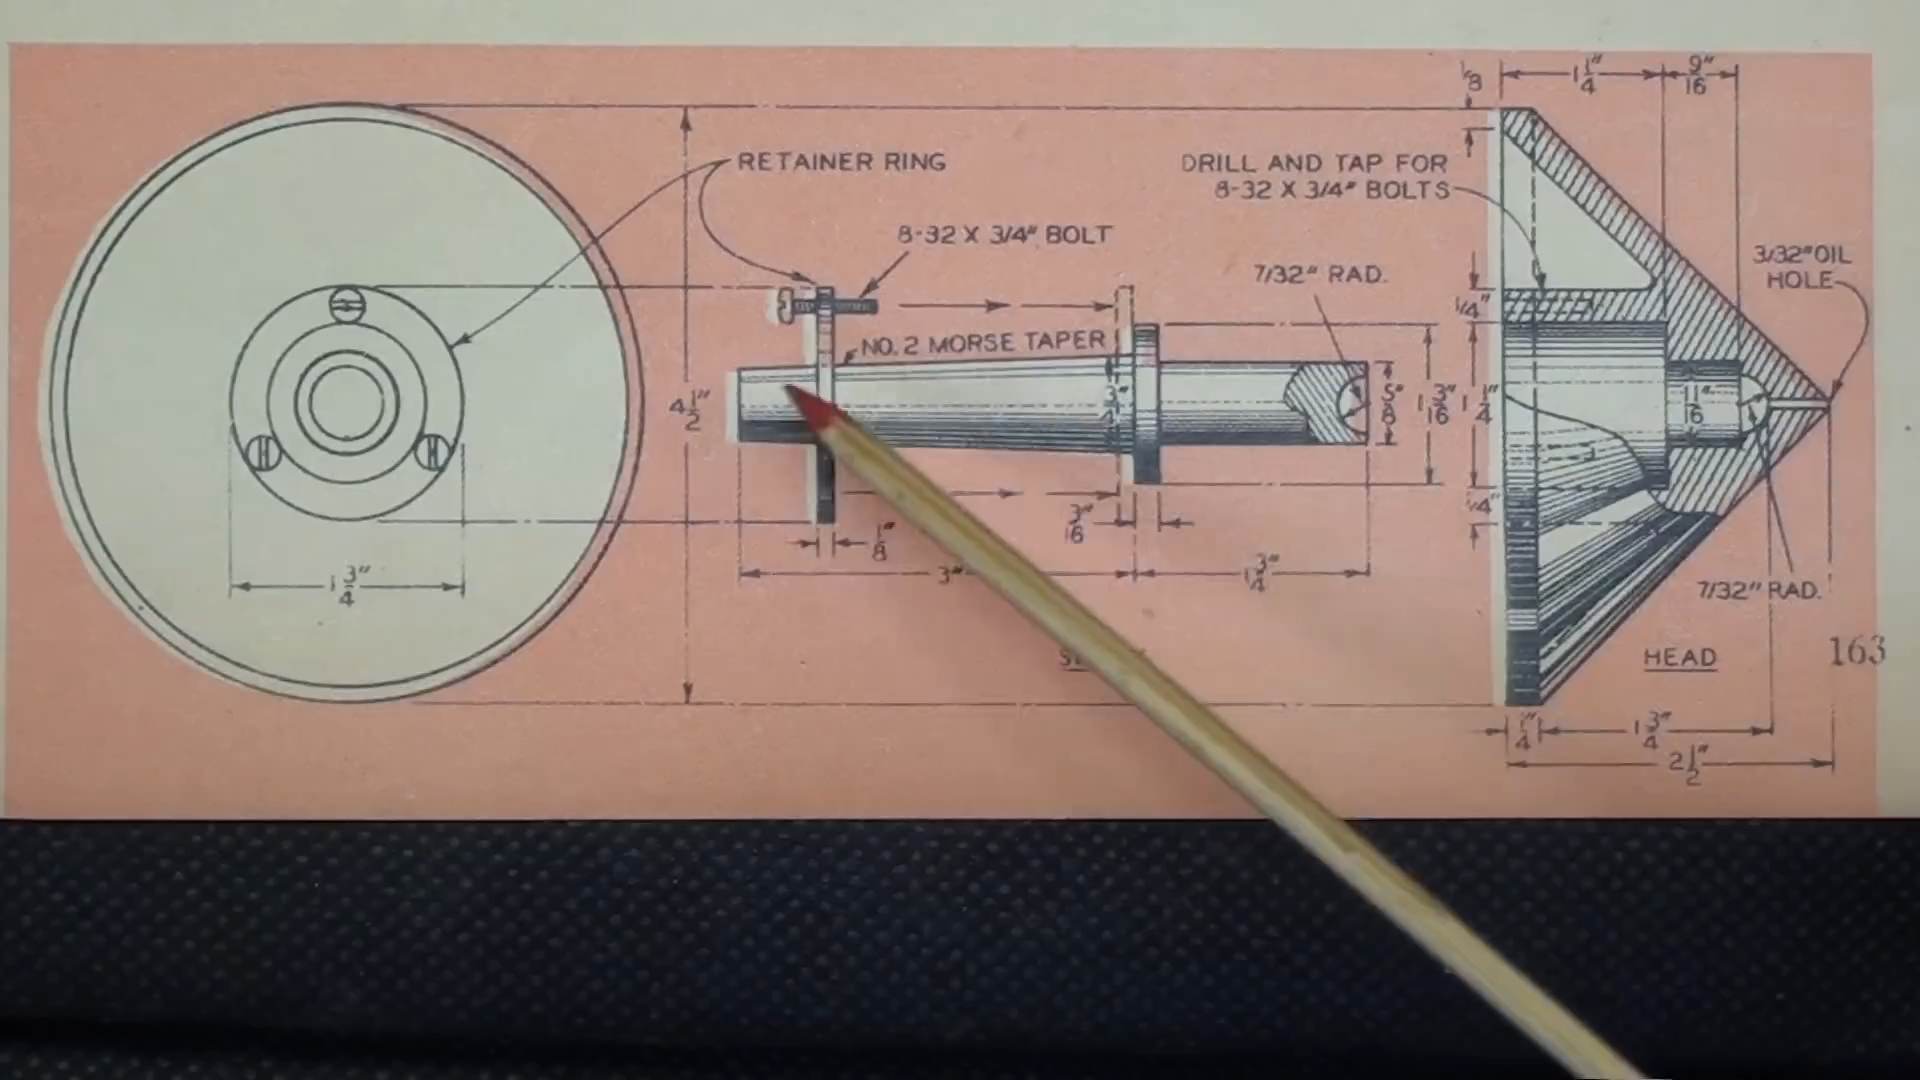 1/8
1 1/4"
9"/16
RETAINER RING
DRILL AND TAP FOR
8-32 X 3/4" BOLTS
8-32 X 3/4" BOLT
3/32" OIL
HOLE
7/32" RAD.
1/4"
NO. 2 MORSE TAPER
4 1/2"
3"/4
5"/8
1 3"/16
1 1/4"
11"/16
1/4"
3"/16
1"/8
1 3/4"
3"
1 3/4"
7/32" RAD.
HEAD
163
1"/4
1 3/4"
2 1/2"